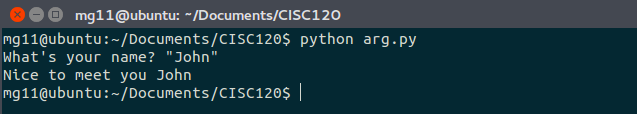 mg11@ubuntu: ~/Documents/CISC120
mg11@ubuntu:~/Documents/CISC120$ python arg.py
What's your name? "John"
Nice to meet you John
mg11@ubuntu:~/Documents/CISC120$